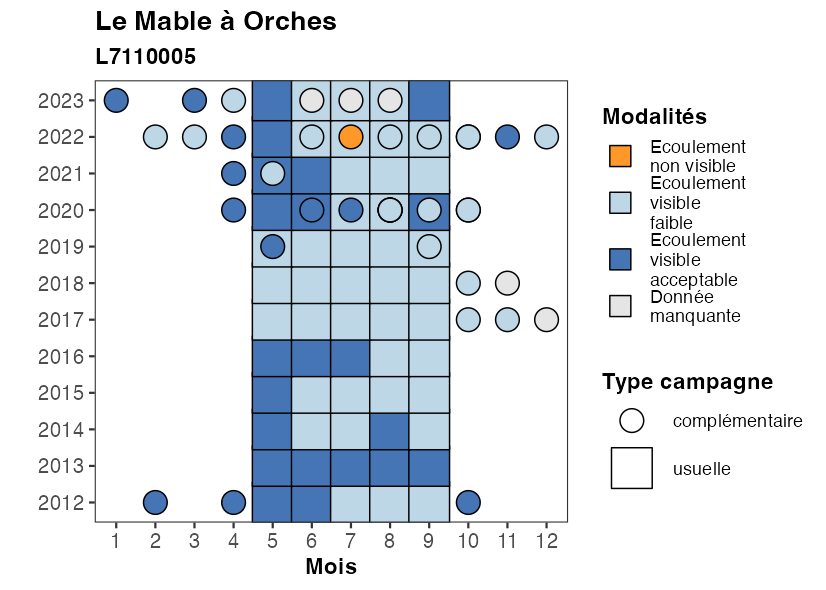 Le Mable à Orches
L7110005
2023
2022
2021
2020
2019
2018
2017
2016
2015
2014
2013
2012
1 2 3 4 5 6 7 8 9 10 11 12
Mois
Modalités
Ecoulement
non visible
Ecoulement
visible
faible
Ecoulement
visible
acceptable
Donnée
manquante
Type campagne
complémentaire
usuelle